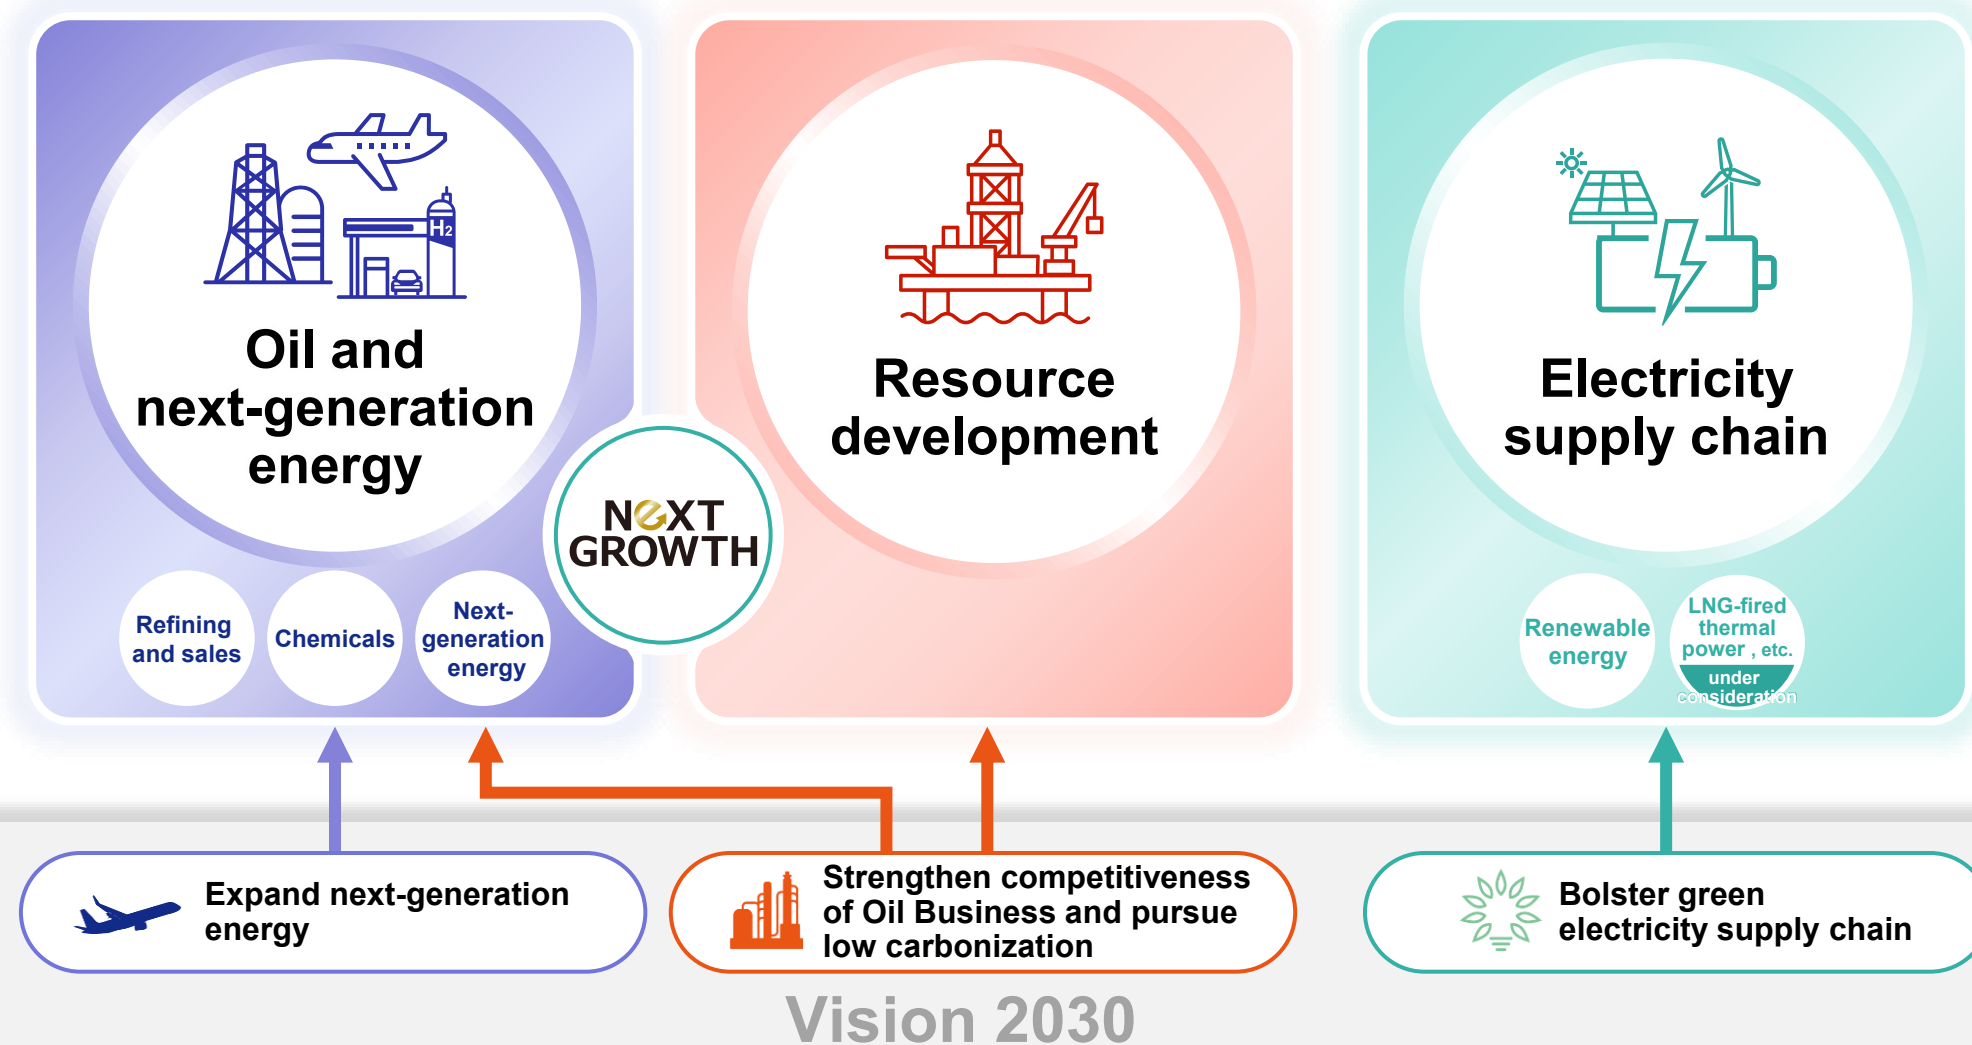 H2
Oil and
next-generation
energy
Refining
and sales
Chemicals
Next-
generation
energy
NEXT
GROWTH
Resource
development
Electricity
supply chain
Renewable
energy
LNG-fired
thermal
power , etc.
under
consideration
Expand next-generation
energy
Strengthen competitiveness
of Oil Business and pursue
low carbonization
Bolster green
electricity supply chain
Vision 2030